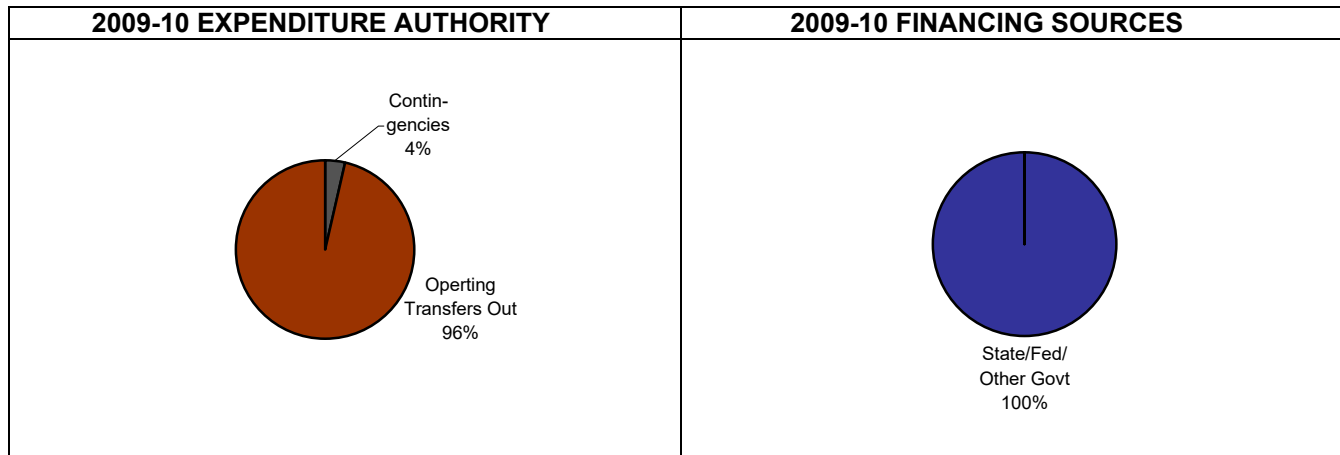 2009-10 EXPENDITURE AUTHORITY
2009-10 FINANCING SOURCES
Contin-
gencies
4%
Operting
Transfers Out
96%
State/Fed/
Other Govt
100%